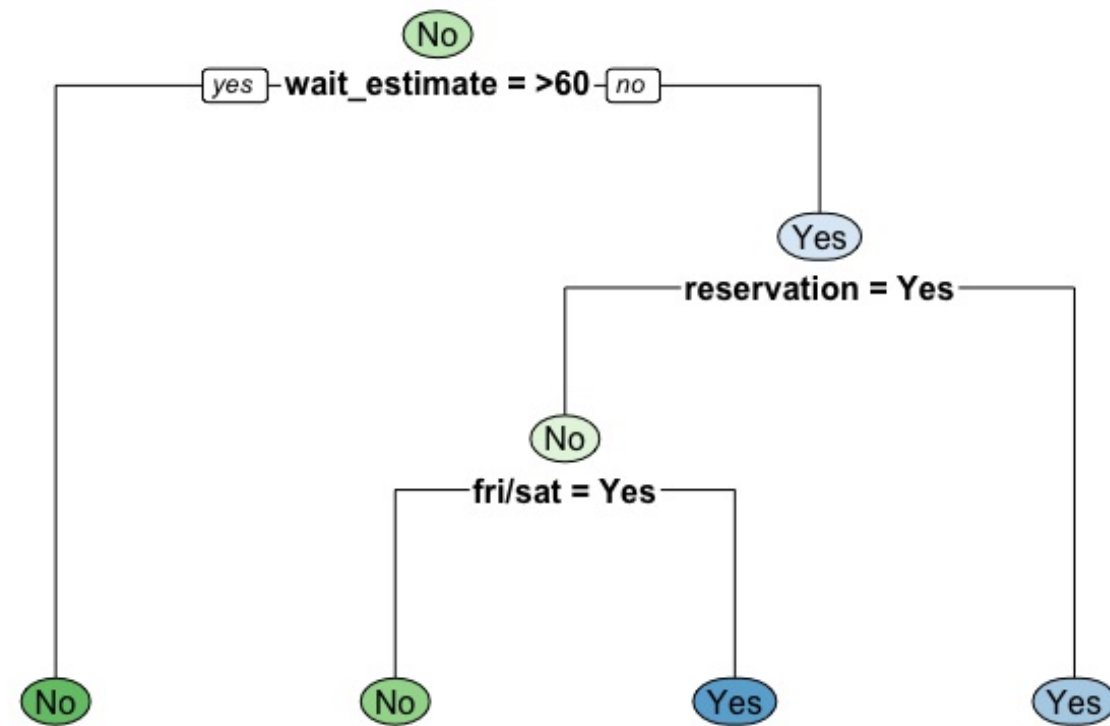 No
yes wait_estimate = >60 no
Yes
reservation = Yes
No
fri/sat = Yes
No No Yes Yes